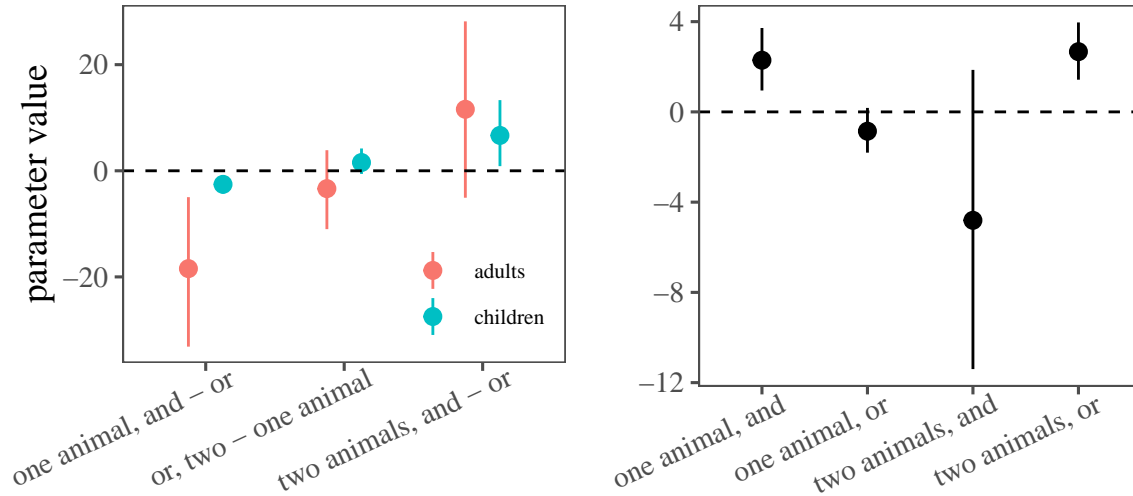 parameter value
20
0
−20
adults
children
one animal, and − or
or, two − one animal
two animals, and − or
4
0
−4
−8
−12
one animal, and
one animal, or
two animals, and
two animals, or